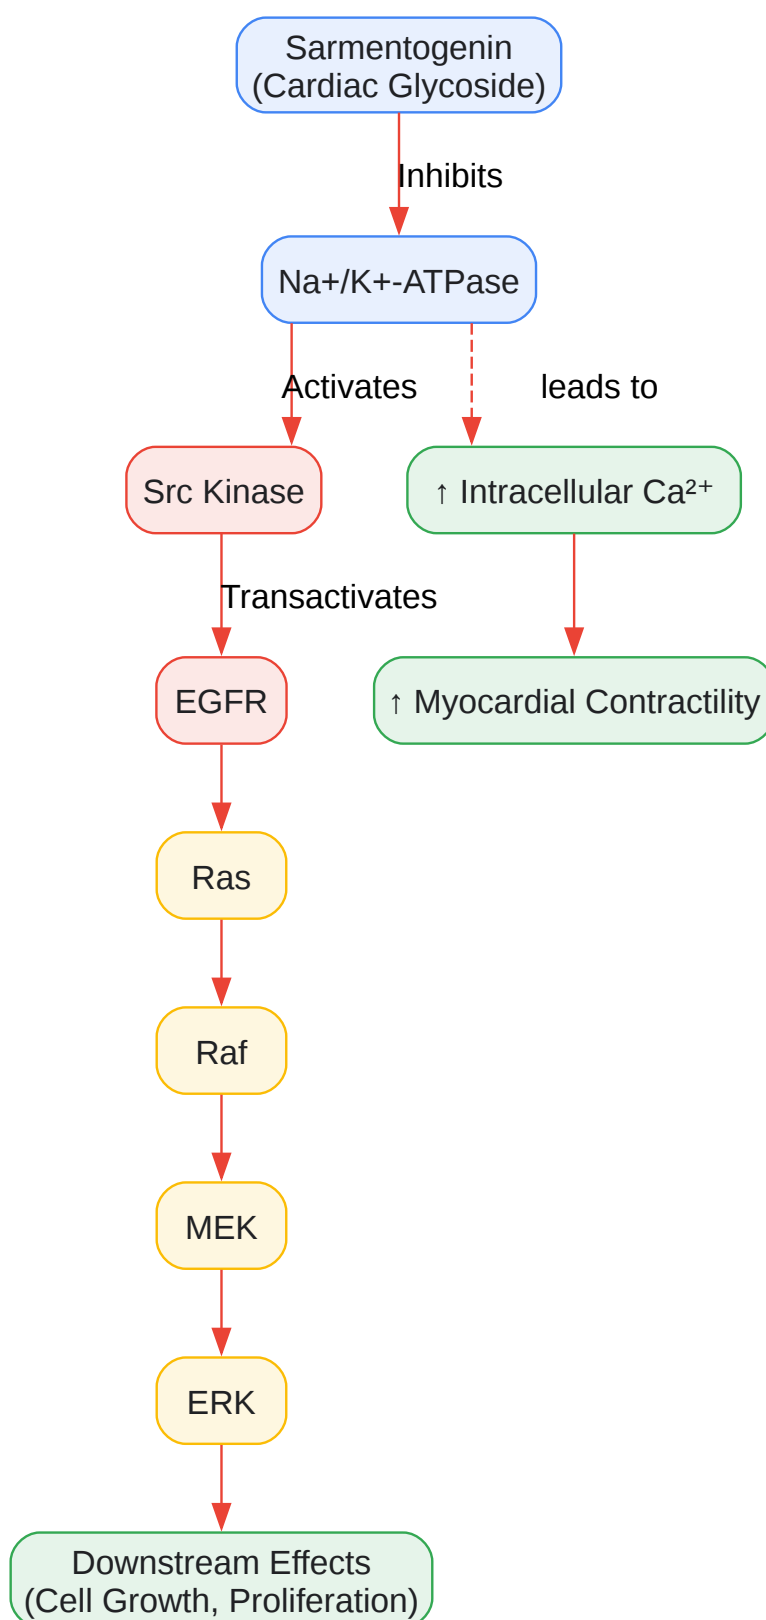 Sarmentogenin
(Cardiac Glycoside)
Inhibits
Na+/K+-ATPase
Activates
leads to
Src Kinase
↑ Intracellular Ca²⁺
Transactivates
EGFR
↑ Myocardial Contractility
Ras
Raf
MEK
ERK
Downstream Effects
(Cell Growth, Proliferation)